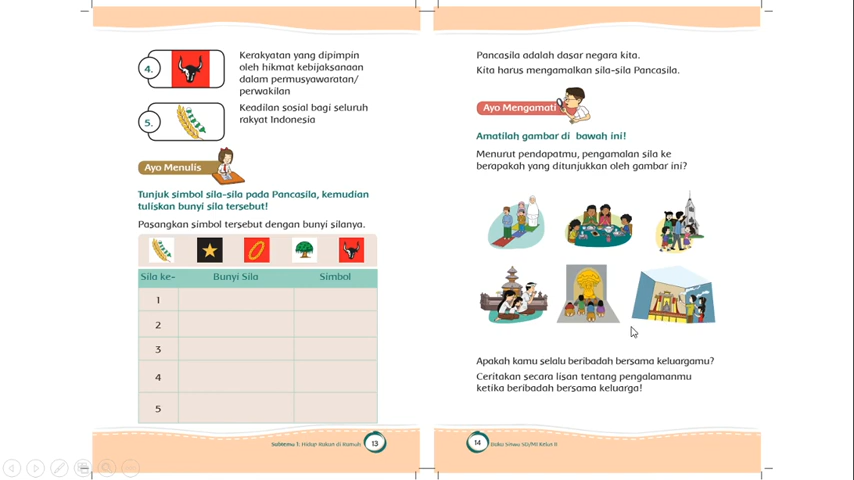 4.
Kerakyatan yang dipimpin
oleh hikmat kebijaksanaan
dalam permusyawaratan/
perwakilan
5.
Keadilan sosial bagi seluruh
rakyat Indonesia
Ayo Menulis
Tunjuk simbol sila-sila pada Pancasila, kemudian
tuliskan bunyi sila tersebut!
Pasangkan simbol tersebut dengan bunyi silanya.
Sila ke- Bunyi Sila Simbol
1
2
3
4
5
Subtema 1: Hidup Rukun di Rumah 13
Pancasila adalah dasar negara kita.
Kita harus mengamalkan sila-sila Pancasila.
Ayo Mengamati
Amatilah gambar di bawah ini!
Menurut pendapatmu, pengamalan sila ke
berapakah yang ditunjukkan oleh gambar ini?
Apakah kamu selalu beribadah bersama keluargamu?
Ceritakan secara lisan tentang pengalamanmu
ketika beribadah bersama keluarga!
14 Buku Siswa SD/MI Kelas II